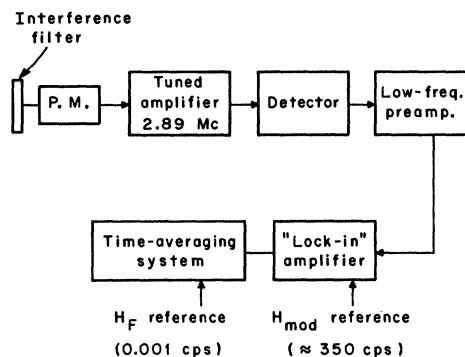 Interference
filter
P. M.
Tuned
amplifier
2.89 Mc
Detector
Low-freq.
preamp.
Time-averaging
system
"Lock-in"
amplifier
H_F reference
(0.001 cps)
H_mod reference
(≈ 350 cps)